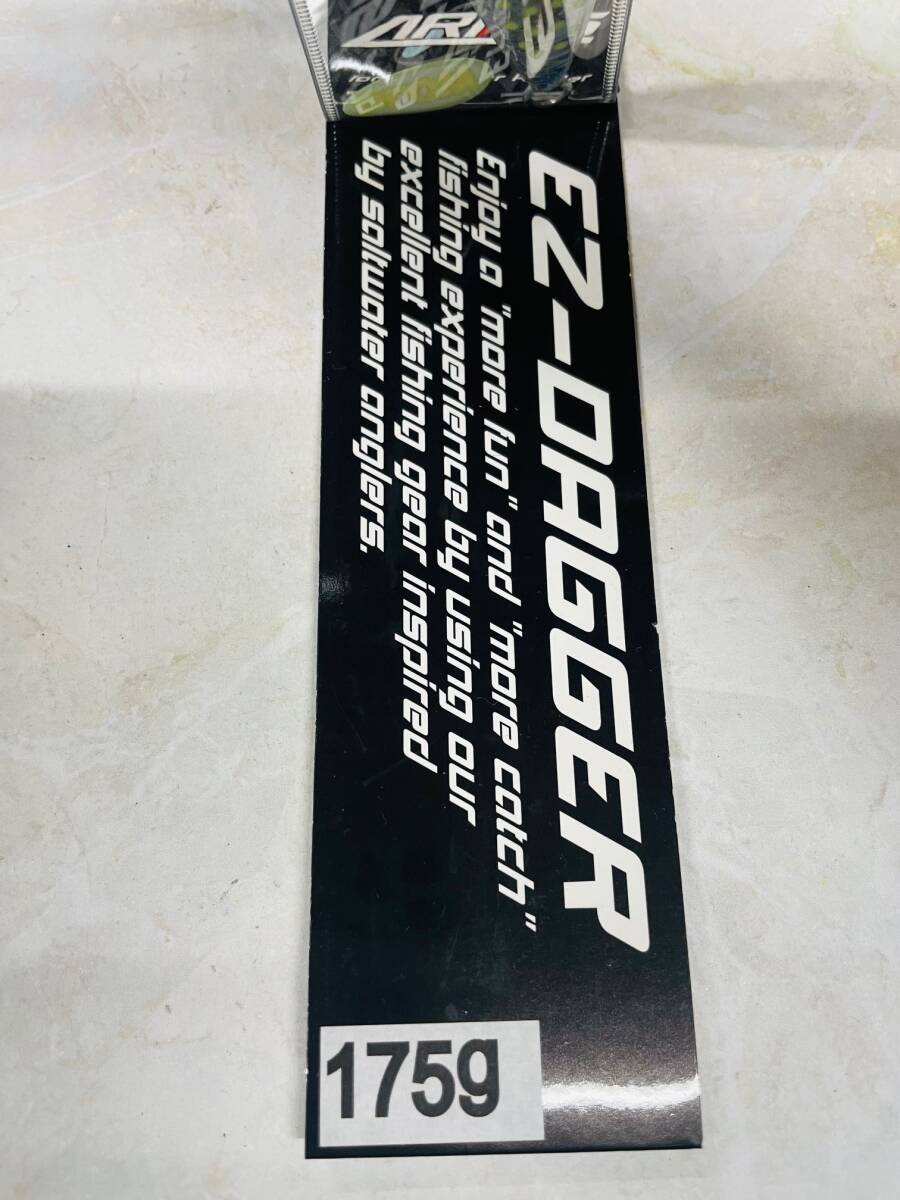 EZ-DAGGER
Enjoy a "more fun" and "more catch"
fishing experience by using our
excellent fishing gear inspired
by saltwater anglers.
175g